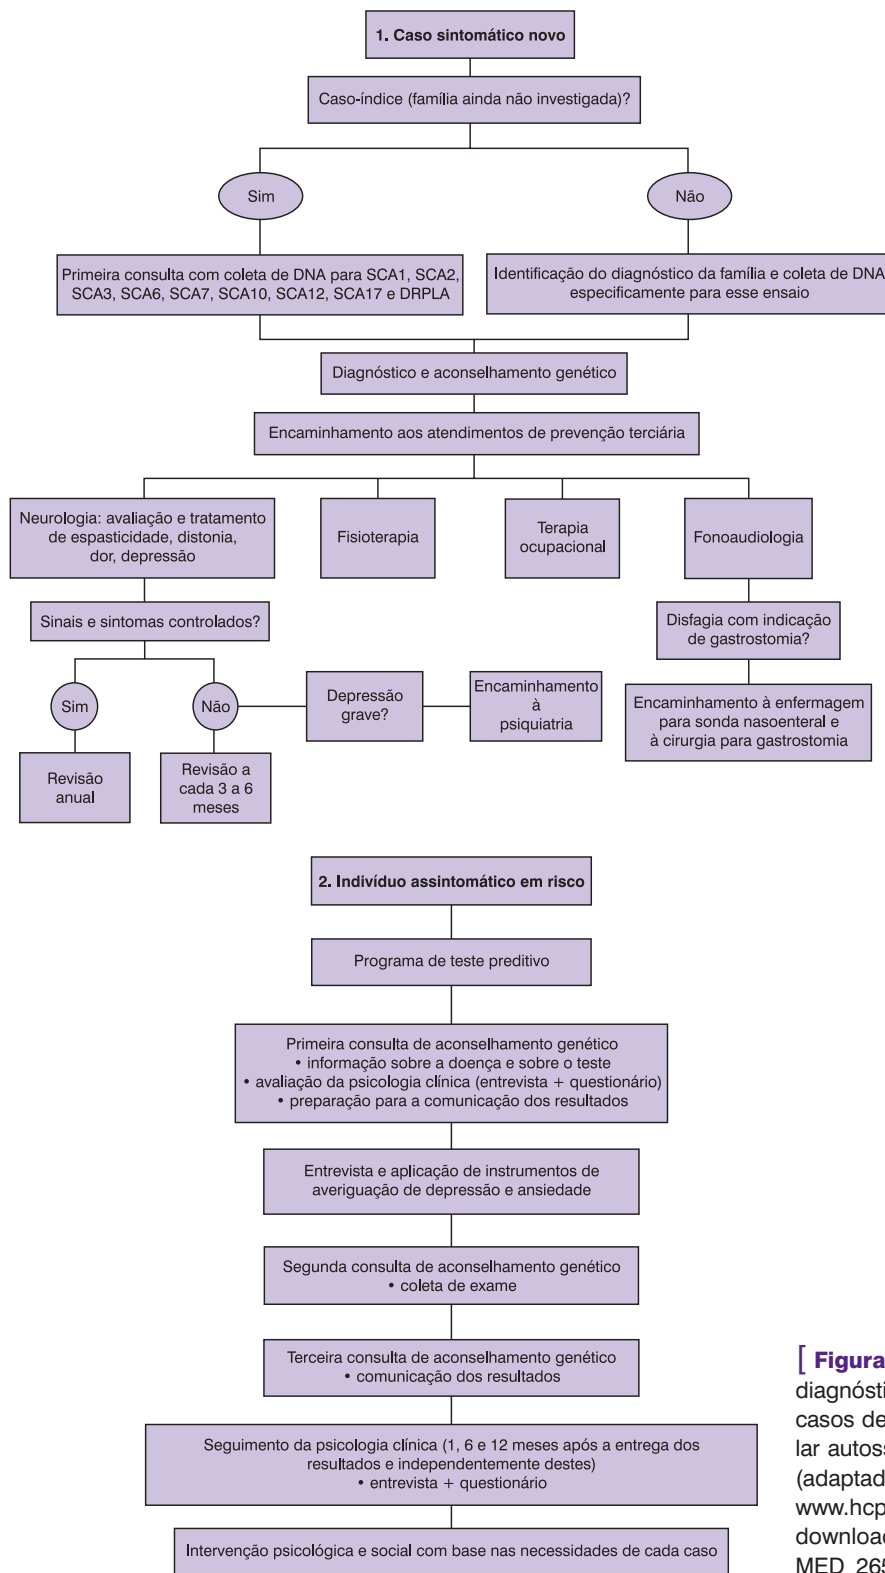 1. Caso sintomático novo
Caso-índice (família ainda não investigada)?
Sim
Não
Primeira consulta com coleta de DNA para SCA1, SCA2,
SCA3, SCA6, SCA7, SCA10, SCA12, SCA17 e DRPLA
Identificação do diagnóstico da família e coleta de DNA
especificamente para esse ensaio
Diagnóstico e aconselhamento genético
Encaminhamento aos atendimentos de prevenção terciária
Neurologia: avaliação e tratamento
de espasticidade, distonia,
dor, depressão
Fisioterapia
Terapia
ocupacional
Fonoaudiologia
Sinais e sintomas controlados?
Disfagia com indicação
de gastrostomia?
Sim
Não
Depressão
grave?
Encaminhamento
à
psiquiatria
Encaminhamento à enfermagem
para sonda nasoenteral e
à cirurgia para gastrostomia
Revisão
anual
Revisão a
cada 3 a 6
meses
2. Indivíduo assintomático em risco
Programa de teste preditivo
Primeira consulta de aconselhamento genético
• informação sobre a doença e sobre o teste
• avaliação da psicologia clínica (entrevista + questionário)
• preparação para a comunicação dos resultados
Entrevista e aplicação de instrumentos de
averiguação de depressão e ansiedade
Segunda consulta de aconselhamento genético
• coleta de exame
Terceira consulta de aconselhamento genético
• comunicação dos resultados
Seguimento da psicologia clínica (1, 6 e 12 meses após a entrega dos
resultados e independentemente destes)
• entrevista + questionário
Intervenção psicológica e social com base nas necessidades de cada caso
[ Figura
diagnósti
casos de
lar autoss
(adaptad
www.hcp
download
MED 265